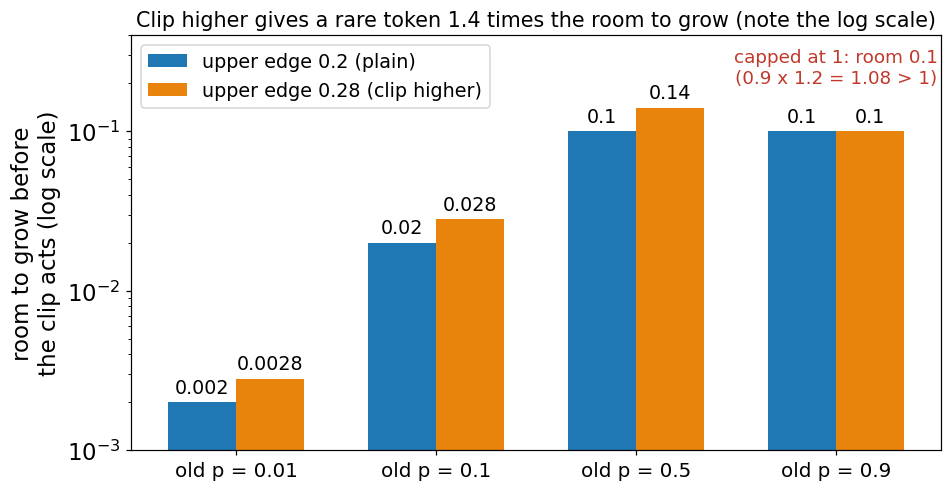 Clip higher gives a rare token 1.4 times the room to grow (note the log scale)
upper edge 0.2 (plain)
upper edge 0.28 (clip higher)
capped at 1: room 0.1
(0.9 x 1.2 = 1.08 > 1)
room to grow before
the clip acts (log scale)
10⁻¹
10⁻²
10⁻³
0.002
0.0028
0.02
0.028
0.1
0.14
0.1
0.1
old p = 0.01
old p = 0.1
old p = 0.5
old p = 0.9